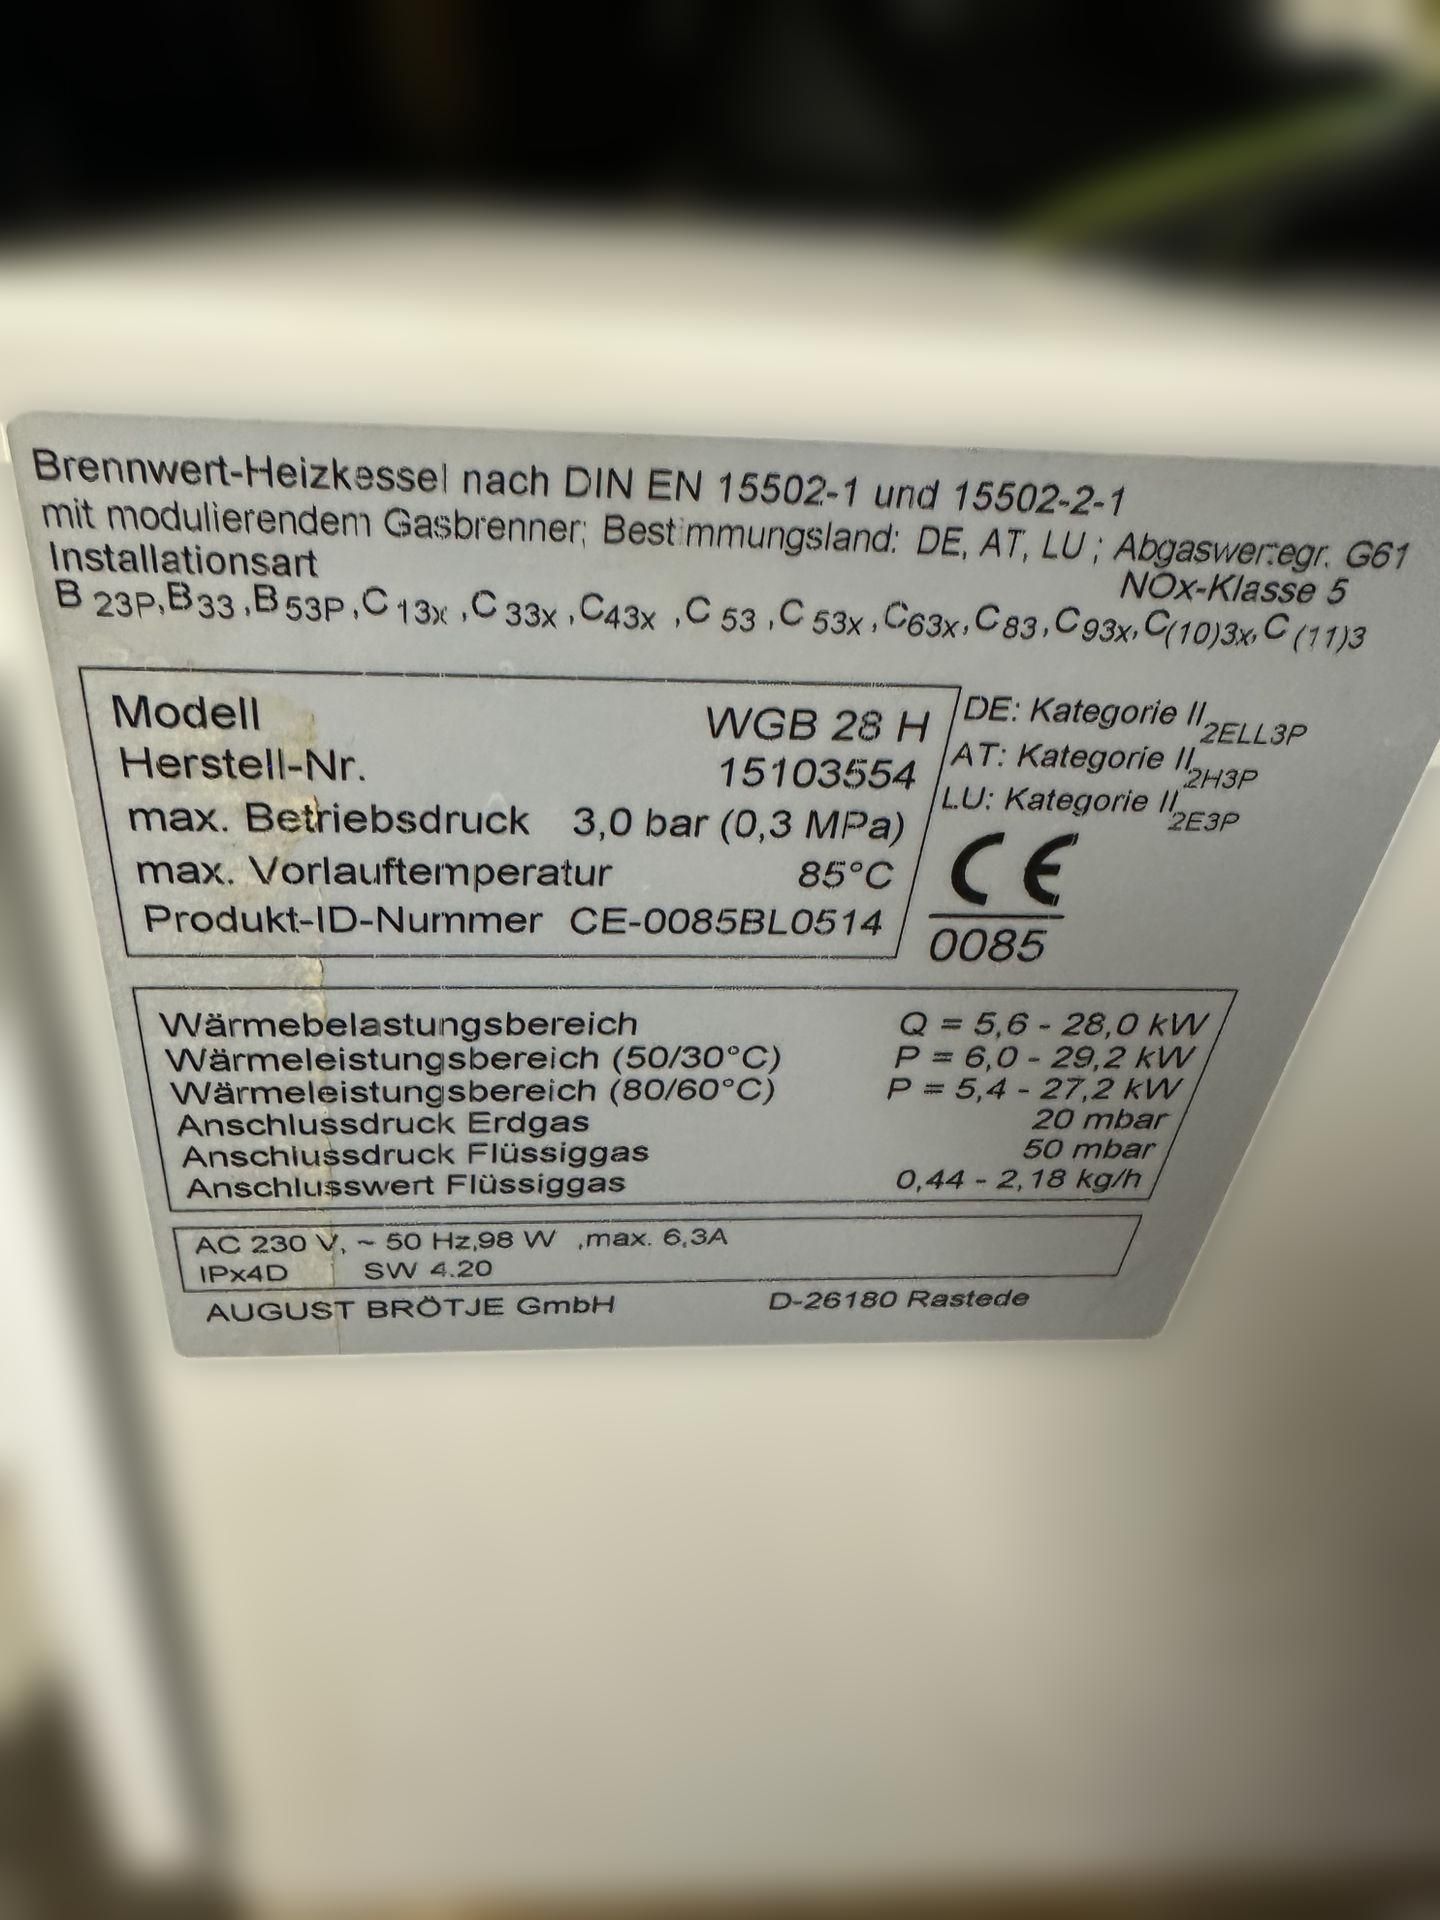 Brennwert-Heizkessel nach DIN EN 15502-1 und 15502-2-1
mit modulierendem Gasbrenner; Bestimmungsland: DE, AT, LU ; Abgaswertegr. G61
Installationsart
NOx-Klasse 5
B 23P, B33 , B 53P , C 13x , C 33x , C43x , C 53 , C 53x , C63x, C83, C93x, C(10)3x, C (11)3
Modell WGB 28 H
Herstell-Nr. 15103554
max. Betriebsdruck 3,0 bar (0,3 MPa)
max. Vorlauftemperatur 85°C
Produkt-ID-Nummer CE-0085BL0514
DE: Kategorie II2ELL3P
AT: Kategorie II2H3P
LU: Kategorie II2E3P
CE
0085
Wärmebelastungsbereich Q = 5,6 - 28,0 kW
Wärmeleistungsbereich (50/30°C) P = 6,0 - 29,2 kW
Wärmeleistungsbereich (80/60°C) P = 5,4 - 27,2 kW
Anschlussdruck Erdgas 20 mbar
Anschlussdruck Flüssiggas 50 mbar
Anschlusswert Flüssiggas 0,44 - 2,18 kg/h
AC 230 V, ~ 50 Hz,98 W ,max. 6,3A
IPx4D SW 4.20
AUGUST BRÖTJE GmbH D-26180 Rastede